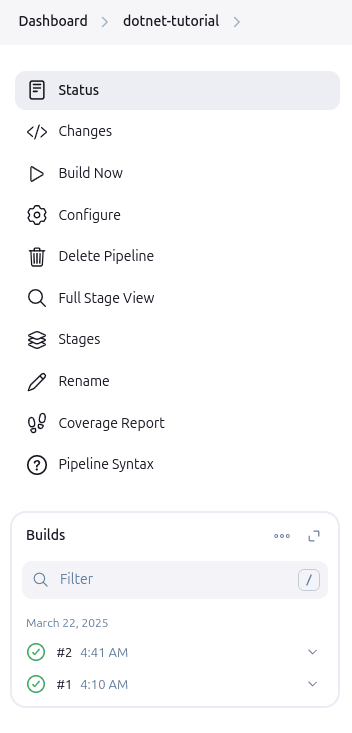 Dashboard > dotnet-tutorial >
Status
Changes
Build Now
Configure
Delete Pipeline
Full Stage View
Stages
Rename
Coverage Report
Pipeline Syntax
Builds
Filter /
March 22, 2025
#2 4:41 AM
#1 4:10 AM